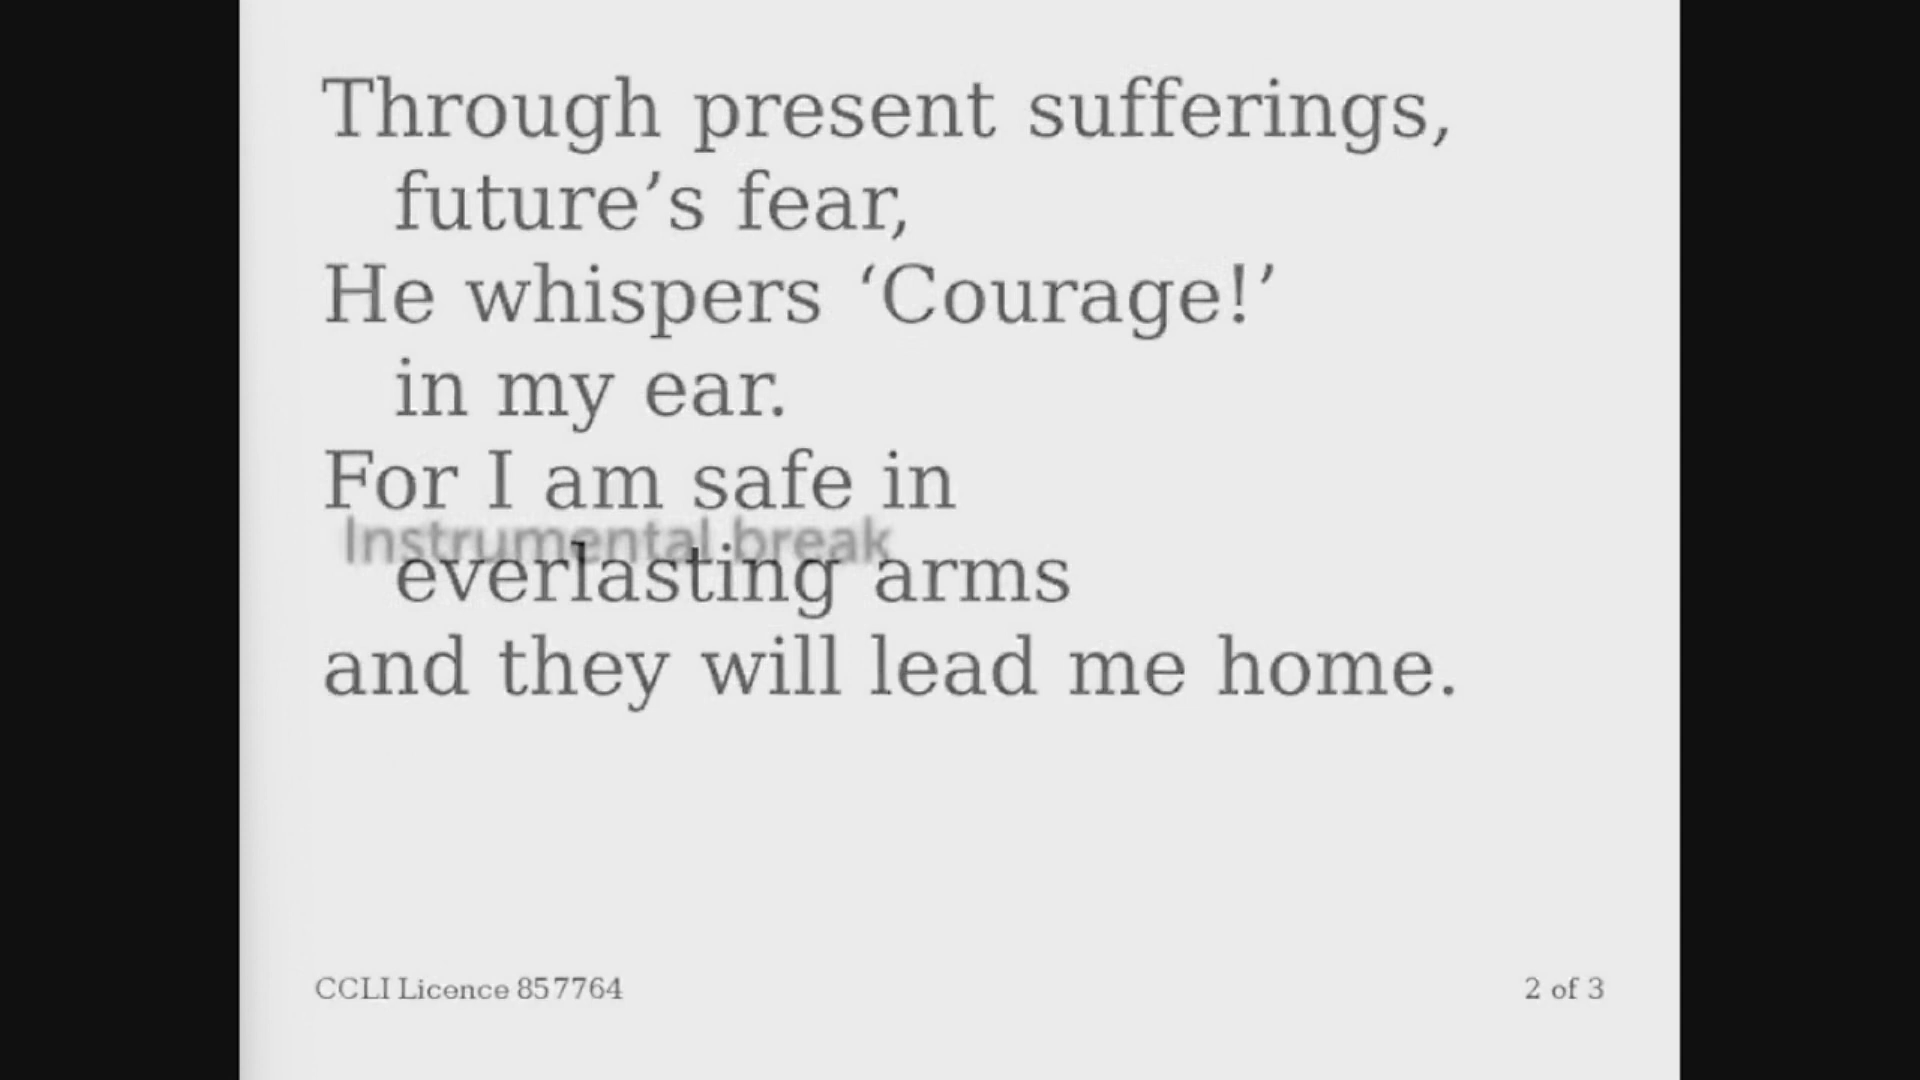 Through present sufferings,
future’s fear,
He whispers ‘Courage!’
in my ear.
For I am safe in
Instrumental break
everlasting arms
and they will lead me home.
CCLI Licence 857764
2 of 3